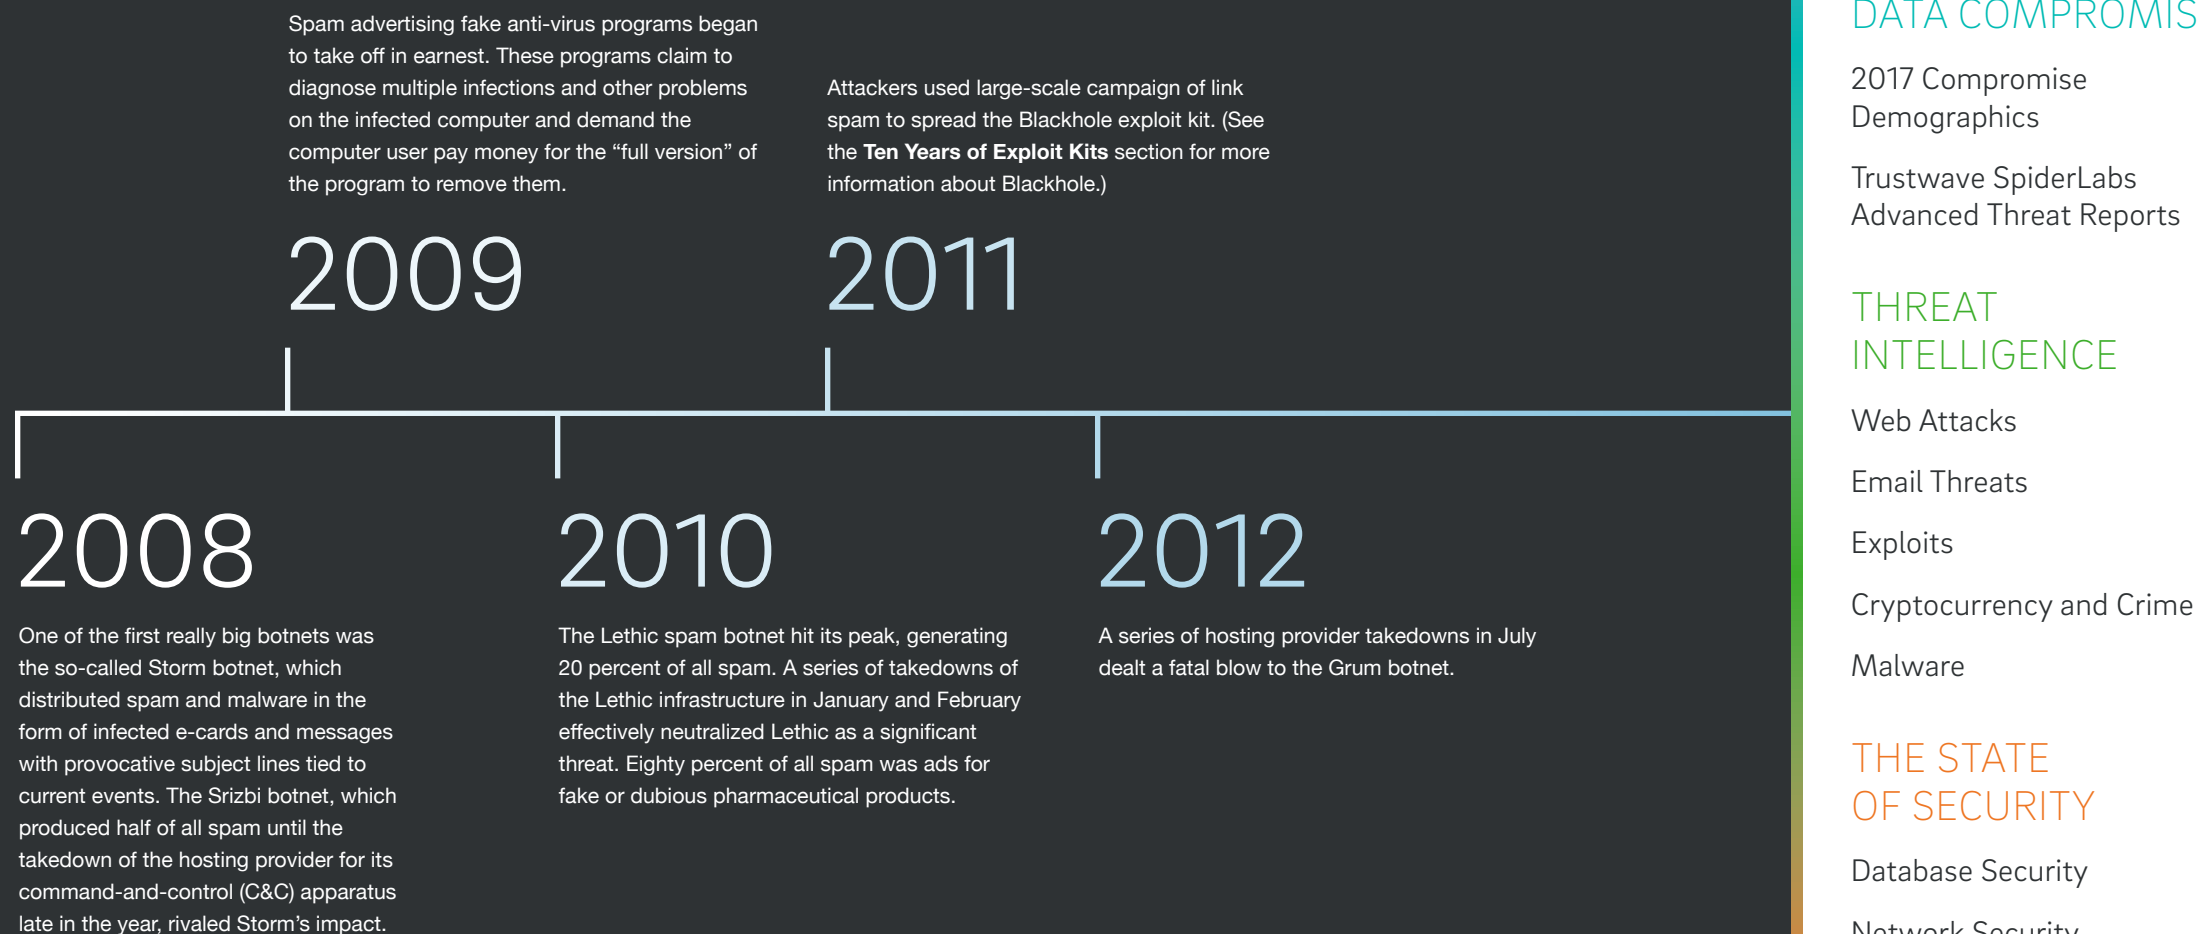 Spam advertising fake anti-virus programs began
to take off in earnest. These programs claim to
diagnose multiple infections and other problems
on the infected computer and demand the
computer user pay money for the “full version” of
the program to remove them.
2009
Attackers used large-scale campaign of link
spam to spread the Blackhole exploit kit. (See
the Ten Years of Exploit Kits section for more
information about Blackhole.)
2011
2008
One of the first really big botnets was
the so-called Storm botnet, which
distributed spam and malware in the
form of infected e-cards and messages
with provocative subject lines tied to
current events. The Srizbi botnet, which
produced half of all spam until the
takedown of the hosting provider for its
command-and-control (C&C) apparatus
late in the year, rivaled Storm’s impact.
2010
The Lethic spam botnet hit its peak, generating
20 percent of all spam. A series of takedowns of
the Lethic infrastructure in January and February
effectively neutralized Lethic as a significant
threat. Eighty percent of all spam was ads for
fake or dubious pharmaceutical products.
2012
A series of hosting provider takedowns in July
dealt a fatal blow to the Grum botnet.
DATA COMPROMIS
2017 Compromise
Demographics
Trustwave SpiderLabs
Advanced Threat Reports
THREAT
INTELLIGENCE
Web Attacks
Email Threats
Exploits
Cryptocurrency and Crime
Malware
THE STATE
OF SECURITY
Database Security
Network Security